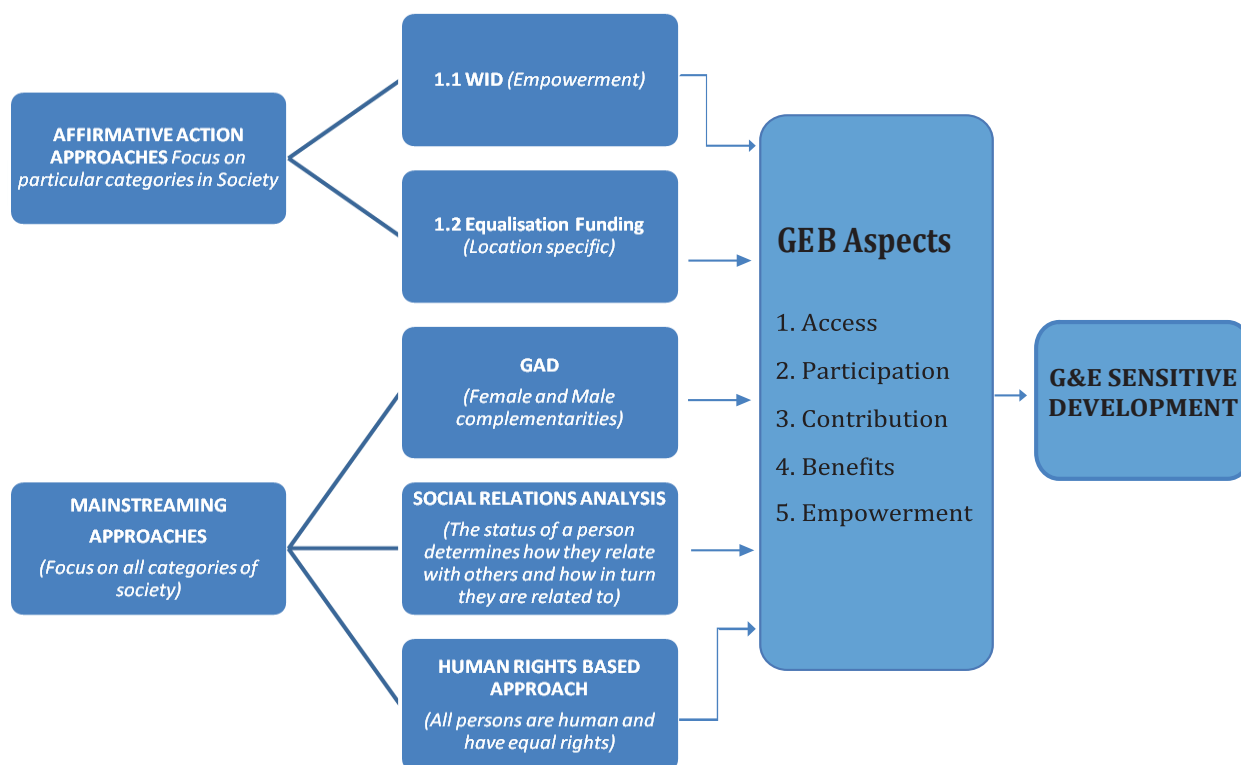 AFFIRMATIVE ACTION
APPROACHES Focus on
particular categories in Society
1.1 WID (Empowerment)
1.2 Equalisation Funding
(Location specific)
MAINSTREAMING
APPROACHES
(Focus on all categories of
society)
GAD
(Female and Male
complementarities)
SOCIAL RELATIONS ANALYSIS
(The status of a person
determines how they relate
with others and how in turn
they are related to)
HUMAN RIGHTS BASED
APPROACH
(All persons are human and
have equal rights)
GEB Aspects
1. Access
2. Participation
3. Contribution
4. Benefits
5. Empowerment
G&E SENSITIVE
DEVELOPMENT